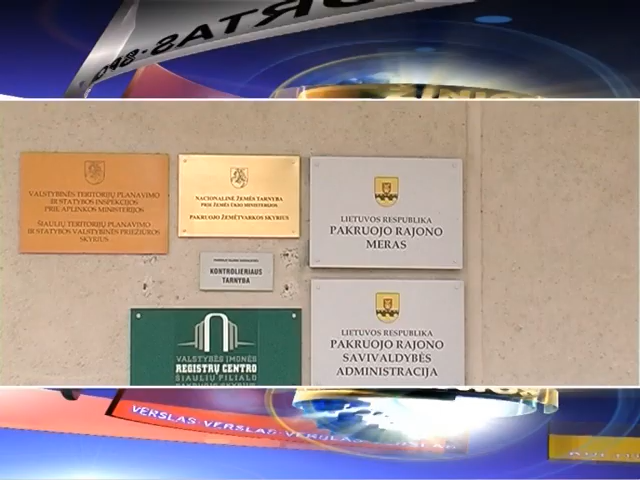 VALSTYBINĖS TERITORIJŲ PLANAVIMO
IR STATYBOS INSPEKCIJOS
PRIE APLINKOS MINISTERIJOS
ŠIAULIŲ TERITORIJŲ PLANAVIMO
IR STATYBOS VALSTYBINĖS PRIEŽIŪROS
SKYRIUS
NACIONALINĖ ŽEMĖS TARNYBA
PRIE ŽEMĖS ŪKIO MINISTERIJOS
PAKRUOJO ŽEMĖTVARKOS SKYRIUS
LIETUVOS RESPUBLIKA
PAKRUOJO RAJONO
MERAS
KONTROLIERIAUS
TARNYBA
VALSTYBĖS ĮMONĖS
REGISTRŲ CENTRO
ŠIAULIŲ FILIALO
LIETUVOS RESPUBLIKA
PAKRUOJO RAJONO
SAVIVALDYBĖS
ADMINISTRACIJA
VERSLAS·VERSLAS·VERSLAS